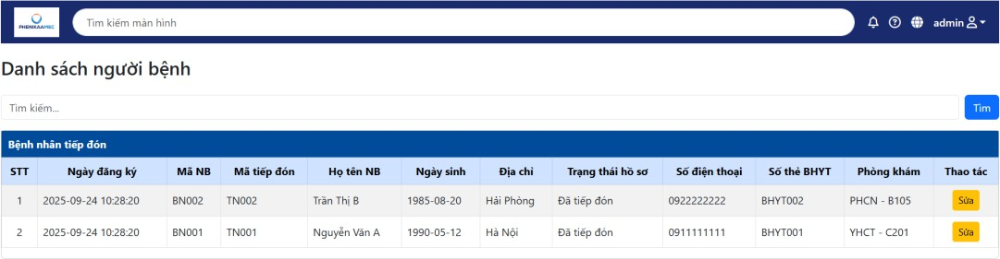 PHENIKAAMEC
Tìm kiếm màn hình
admin
Danh sách người bệnh
Tìm kiếm...
Tìm
Bệnh nhân tiếp đón
STT Ngày đăng ký Mã NB Mã tiếp đón Họ tên NB Ngày sinh Địa chỉ Trạng thái hồ sơ Số điện thoại Số thẻ BHYT Phòng khám Thao tác
1 2025-09-24 10:28:20 BN002 TN002 Trần Thị B 1985-08-20 Hải Phòng Đã tiếp đón 0922222222 BHYT002 PHCN - B105 Sửa
2 2025-09-24 10:28:20 BN001 TN001 Nguyễn Văn A 1990-05-12 Hà Nội Đã tiếp đón 0911111111 BHYT001 YHCT - C201 Sửa